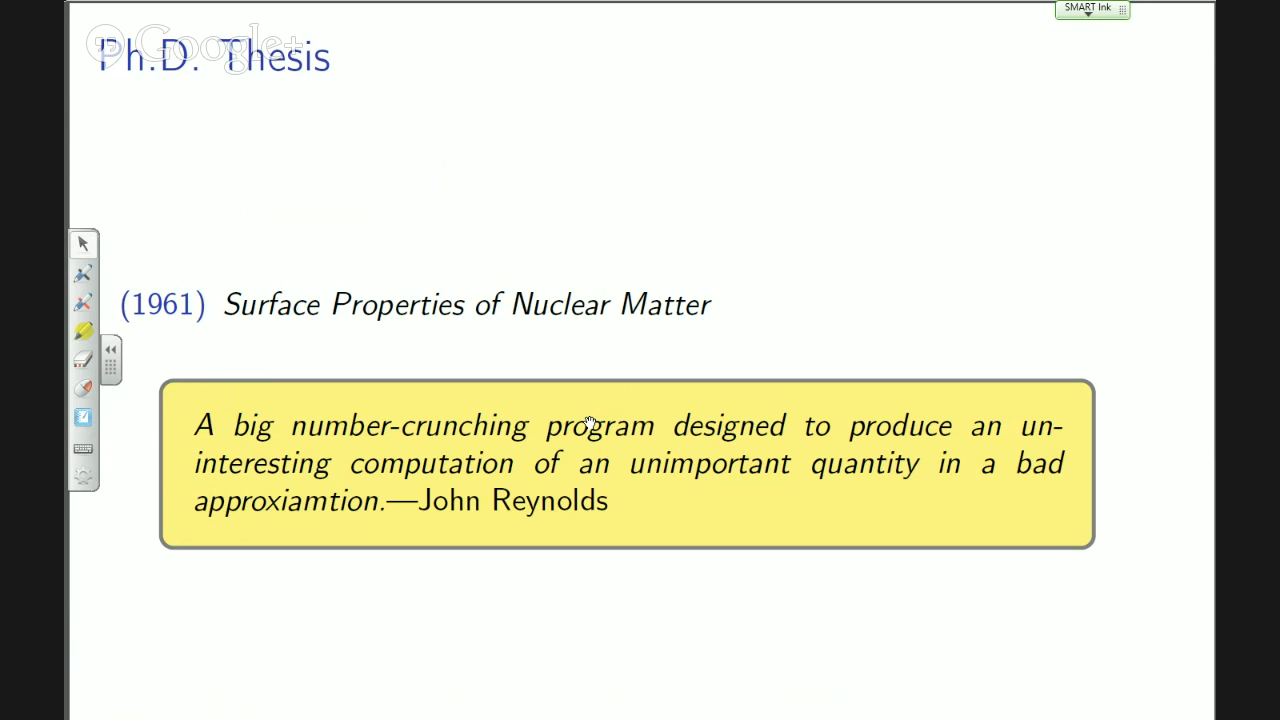 SMART Ink
Google+
Ph.D. Thesis
(1961) Surface Properties of Nuclear Matter
A big number-crunching program designed to produce an un-
interesting computation of an unimportant quantity in a bad
approxiamtion.—John Reynolds